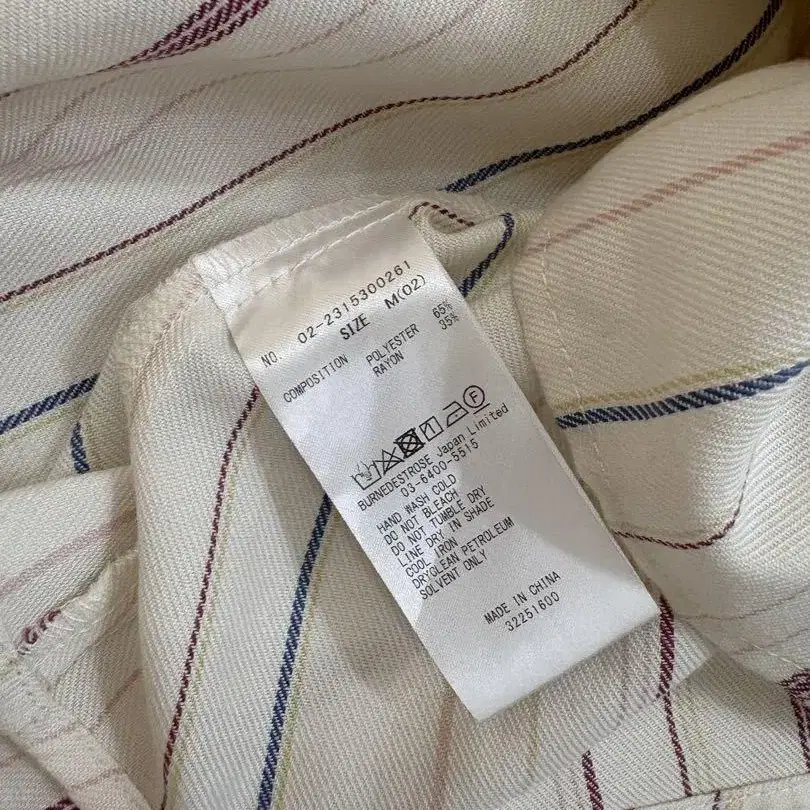 NO. 02-2315300261
SIZE M(02)
COMPOSITION POLYESTER 65%
RAYON 35%
F
BURNEDESTROSE Japan Limited
03-6400-5515
HAND WASH COLD
DO NOT BLEACH
DO NOT TUMBLE DRY
LINE DRY IN SHADE
COOL IRON
DRYCLEAN PETROLEUM
SOLVENT ONLY
MADE IN CHINA
32251600